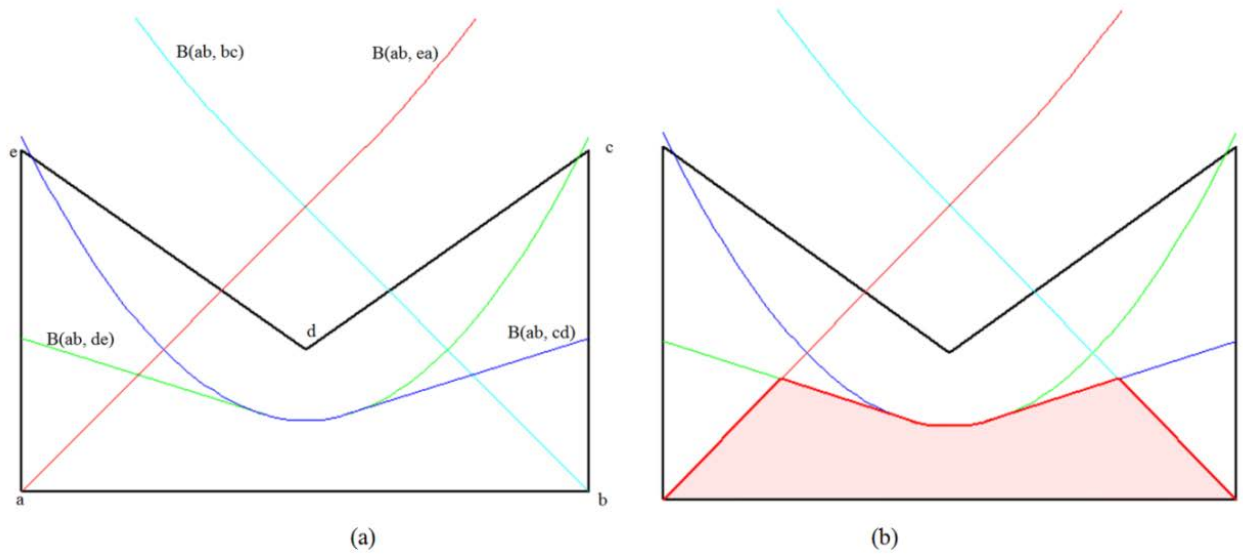 B(ab, bc)
B(ab, ea)
e
c
d
B(ab, de)
B(ab, cd)
a
b
(a)
(b)